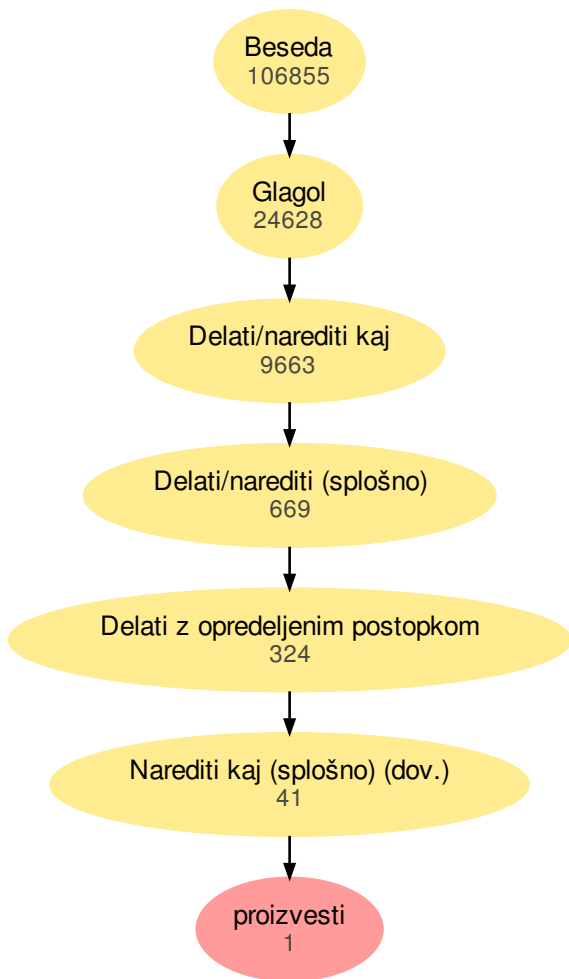 Beseda
106855
Glagol
24628
Delati/narediti kaj
9663
Delati/narediti (splošno)
669
Delati z opredeljenim postopkom
324
Narediti kaj (splošno) (dov.)
41
proizvesti
1